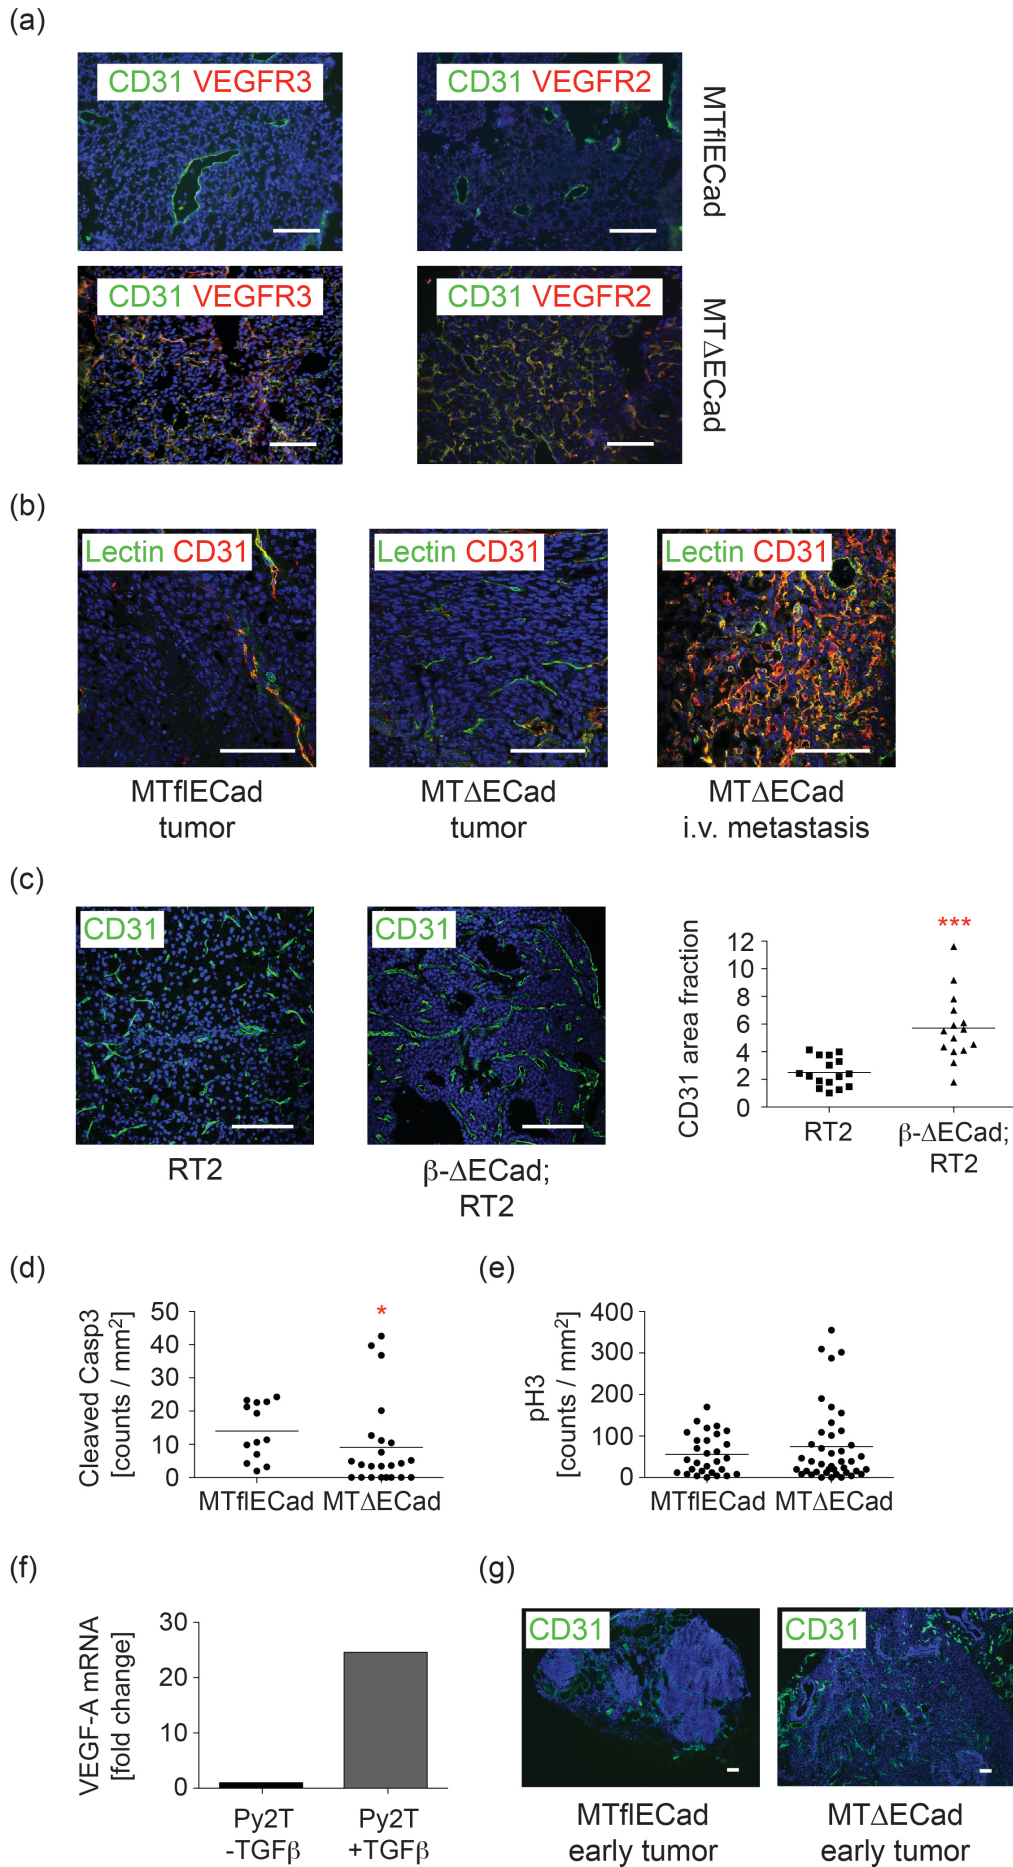 (a)
CD31 VEGFR3
CD31 VEGFR2
MTflECad
CD31 VEGFR3
CD31 VEGFR2
MTΔECad
(b)
Lectin CD31
Lectin CD31
Lectin CD31
MTflECad
tumor
MTΔECad
tumor
MTΔECad
i.v. metastasis
(c)
CD31
CD31
RT2
β-ΔECad;
RT2
CD31 area fraction
12
10
8
6
4
2
0
***
RT2
β-ΔECad;
RT2
(d)
Cleaved Casp3
[counts / mm²]
50
40
30
20
10
0
*
MTflECad
MTΔECad
(e)
pH3
[counts / mm²]
400
300
200
100
0
MTflECad
MTΔECad
(f)
VEGF-A mRNA
[fold change]
30
20
10
0
Py2T
-TGFβ
Py2T
+TGFβ
(g)
CD31
CD31
MTflECad
early tumor
MTΔECad
early tumor